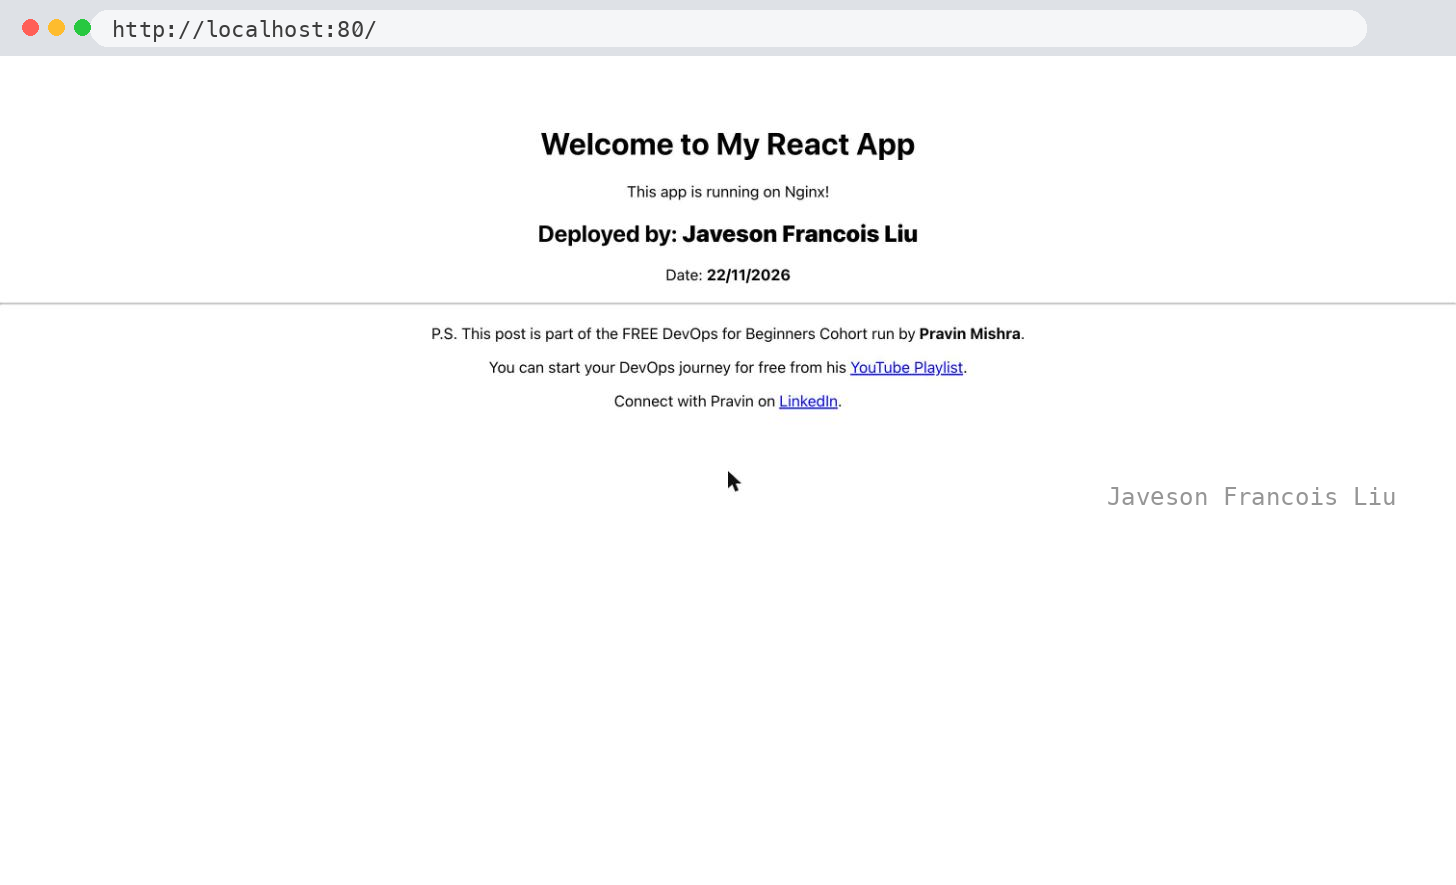 http://localhost:80/
Welcome to My React App
This app is running on Nginx!
Deployed by: Javeson Francois Liu
Date: 22/11/2026
P.S. This post is part of the FREE DevOps for Beginners Cohort run by Pravin Mishra.
You can start your DevOps journey for free from his YouTube Playlist.
Connect with Pravin on LinkedIn.
Javeson Francois Liu